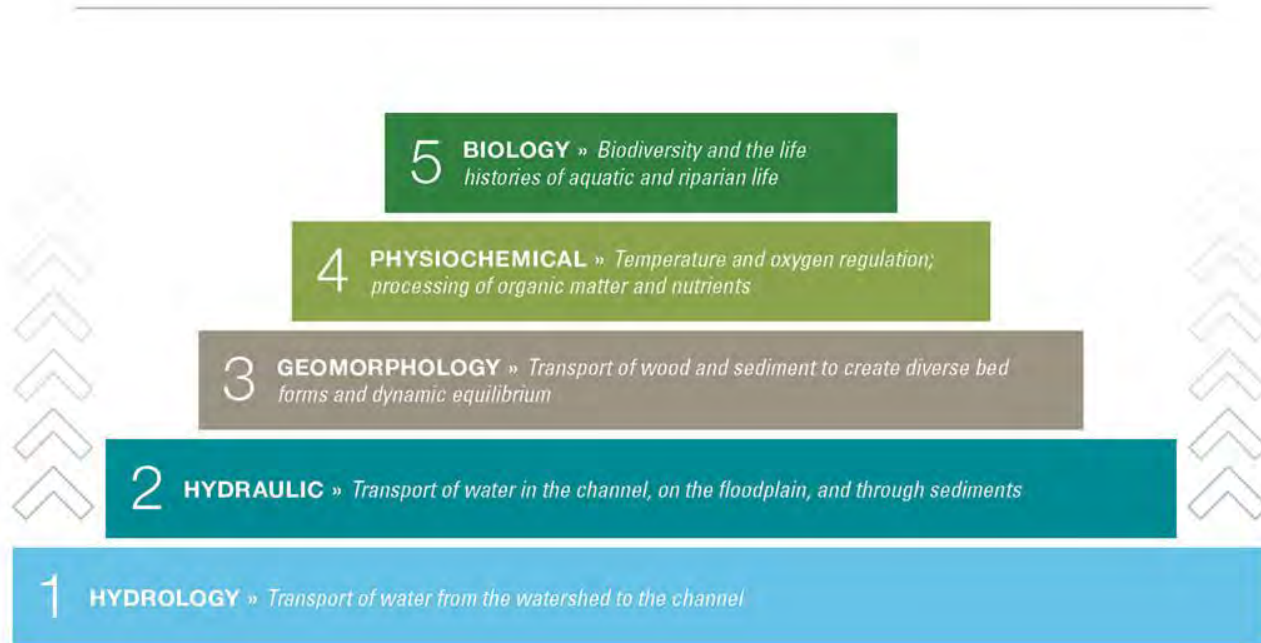 5 BIOLOGY » Biodiversity and the life
histories of aquatic and riparian life
4 PHYSIOCHEMICAL » Temperature and oxygen regulation;
processing of organic matter and nutrients
3 GEOMORPHOLOGY » Transport of wood and sediment to create diverse bed
forms and dynamic equilibrium
2 HYDRAULIC » Transport of water in the channel, on the floodplain, and through sediments
1 HYDROLOGY » Transport of water from the watershed to the channel